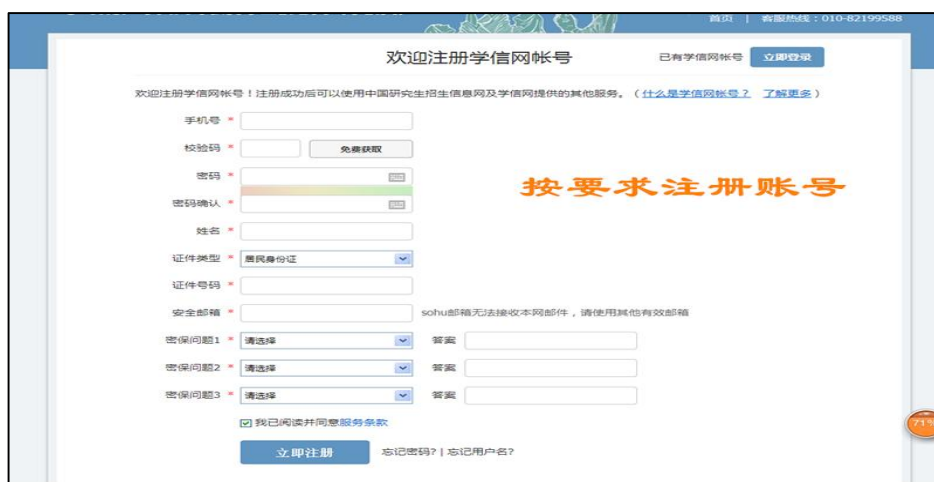 首页 | 客服热线：010-82199588
欢迎注册学信网帐号
已有学信网帐号 立即登录
欢迎注册学信网帐号！注册成功后可以使用中国研究生招生信息网及学信网提供的其他服务。（什么是学信网帐号？ 了解更多）
手机号 *
校验码 * 免费获取
密码 *
按要求注册账号
密码确认 *
姓名 *
证件类型 * 居民身份证
证件号码 *
安全邮箱 * sohu邮箱无法接收本网邮件，请使用其他有效邮箱
密保问题1 * 请选择 答案
密保问题2 * 请选择 答案
密保问题3 * 请选择 答案
我已阅读并同意服务条款
71%
立即注册 忘记密码? | 忘记用户名?